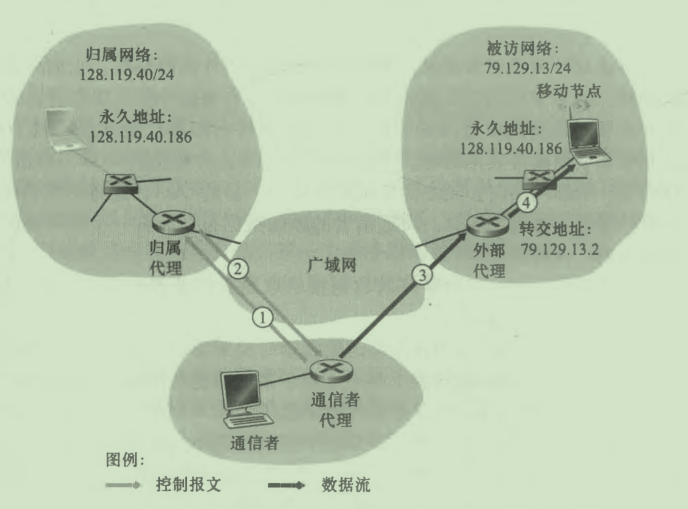 归属网络：
128.119.40/24
永久地址：
128.119.40.186
归属
代理
被访网络：
79.129.13/24
移动节点
永久地址：
128.119.40.186
④
外部
代理
转交地址：
79.129.13.2
广域网
②
③
①
通信者
代理
通信者
图例：
控制报文
数据流